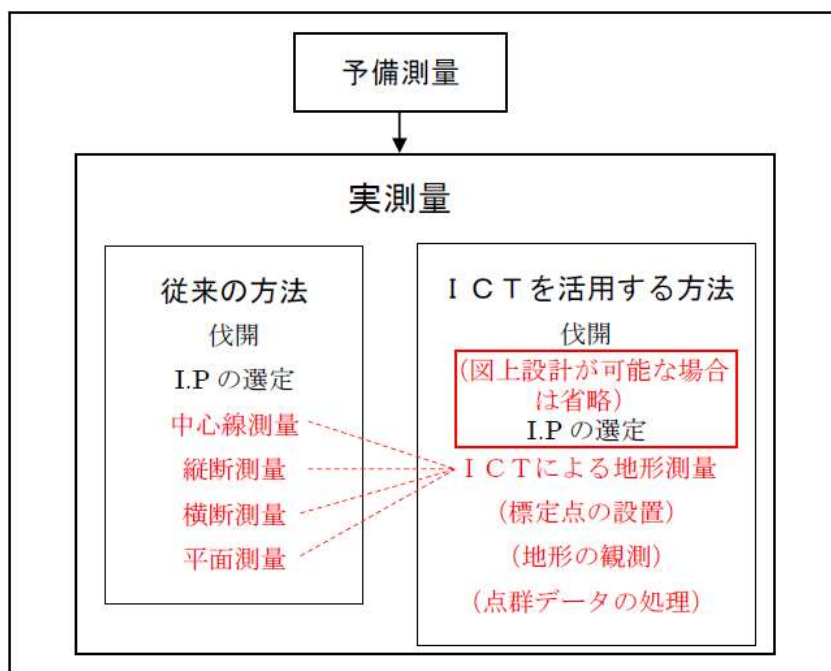 予備測量
実測量
従来の方法
伐開
I.P の選定
中心線測量
縦断測量
横断測量
平面測量
ＩＣＴを活用する方法
伐開
(図上設計が可能な場合
は省略)
I.P の選定
ＩＣＴによる地形測量
(標定点の設置)
(地形の観測)
(点群データの処理)